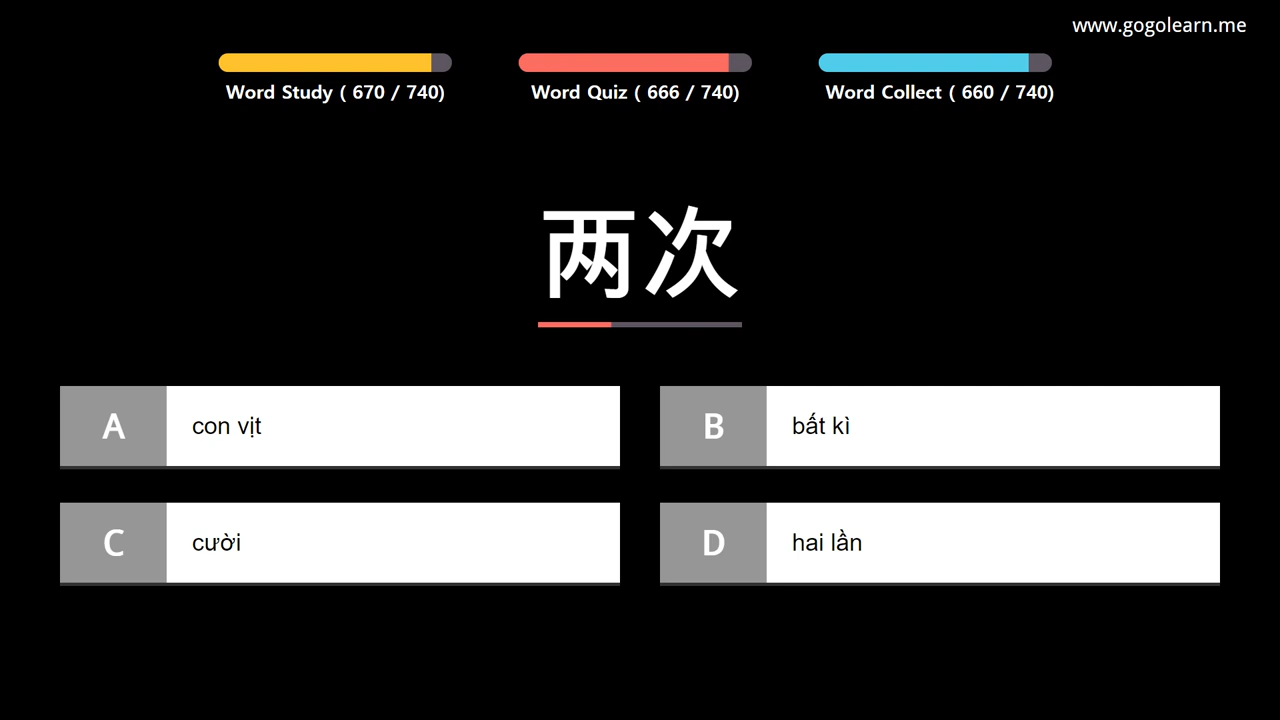 www.gogolearn.me
Word Study ( 670 / 740)
Word Quiz ( 666 / 740)
Word Collect ( 660 / 740)
两次
A con vịt
B bất kì
C cười
D hai lần